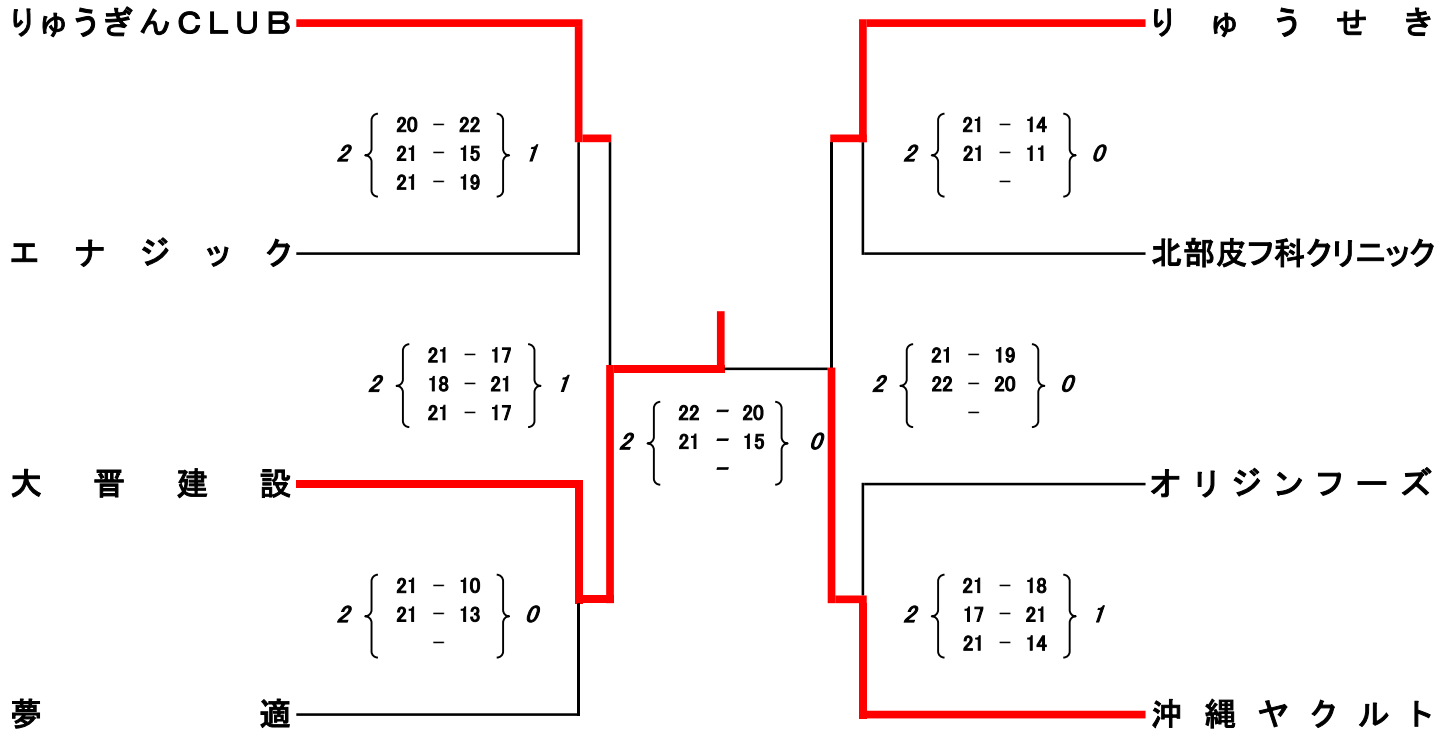 りゅうぎんCLUB
りゅうせき
20 - 22
2 { 21 - 15 } 1
21 - 19
21 - 14
2 { 21 - 11 } 0
-
エナジック
北部皮フ科クリニック
21 - 17
2 { 18 - 21 } 1
21 - 17
21 - 19
2 { 22 - 20 } 0
-
22 - 20
2 { 21 - 15 } 0
-
大晋建設
オリジンフーズ
21 - 10
2 { 21 - 13 } 0
-
21 - 18
2 { 17 - 21 } 1
21 - 14
夢適
沖縄ヤクルト